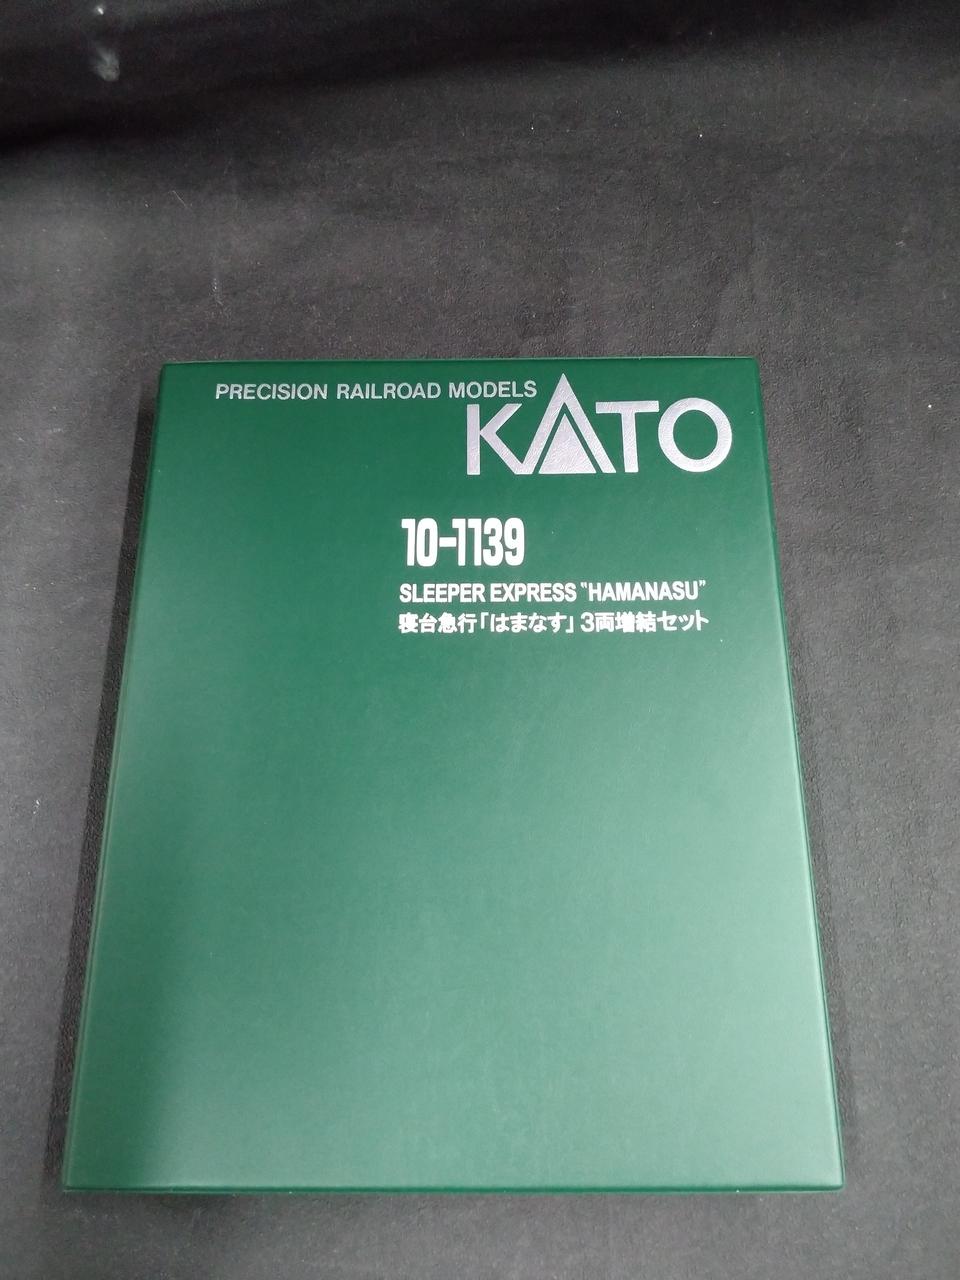 PRECISION RAILROAD MODELS
KATO
10-1139
SLEEPER EXPRESS "HAMANASU"
寝台急行「はまなす」3両増結セット